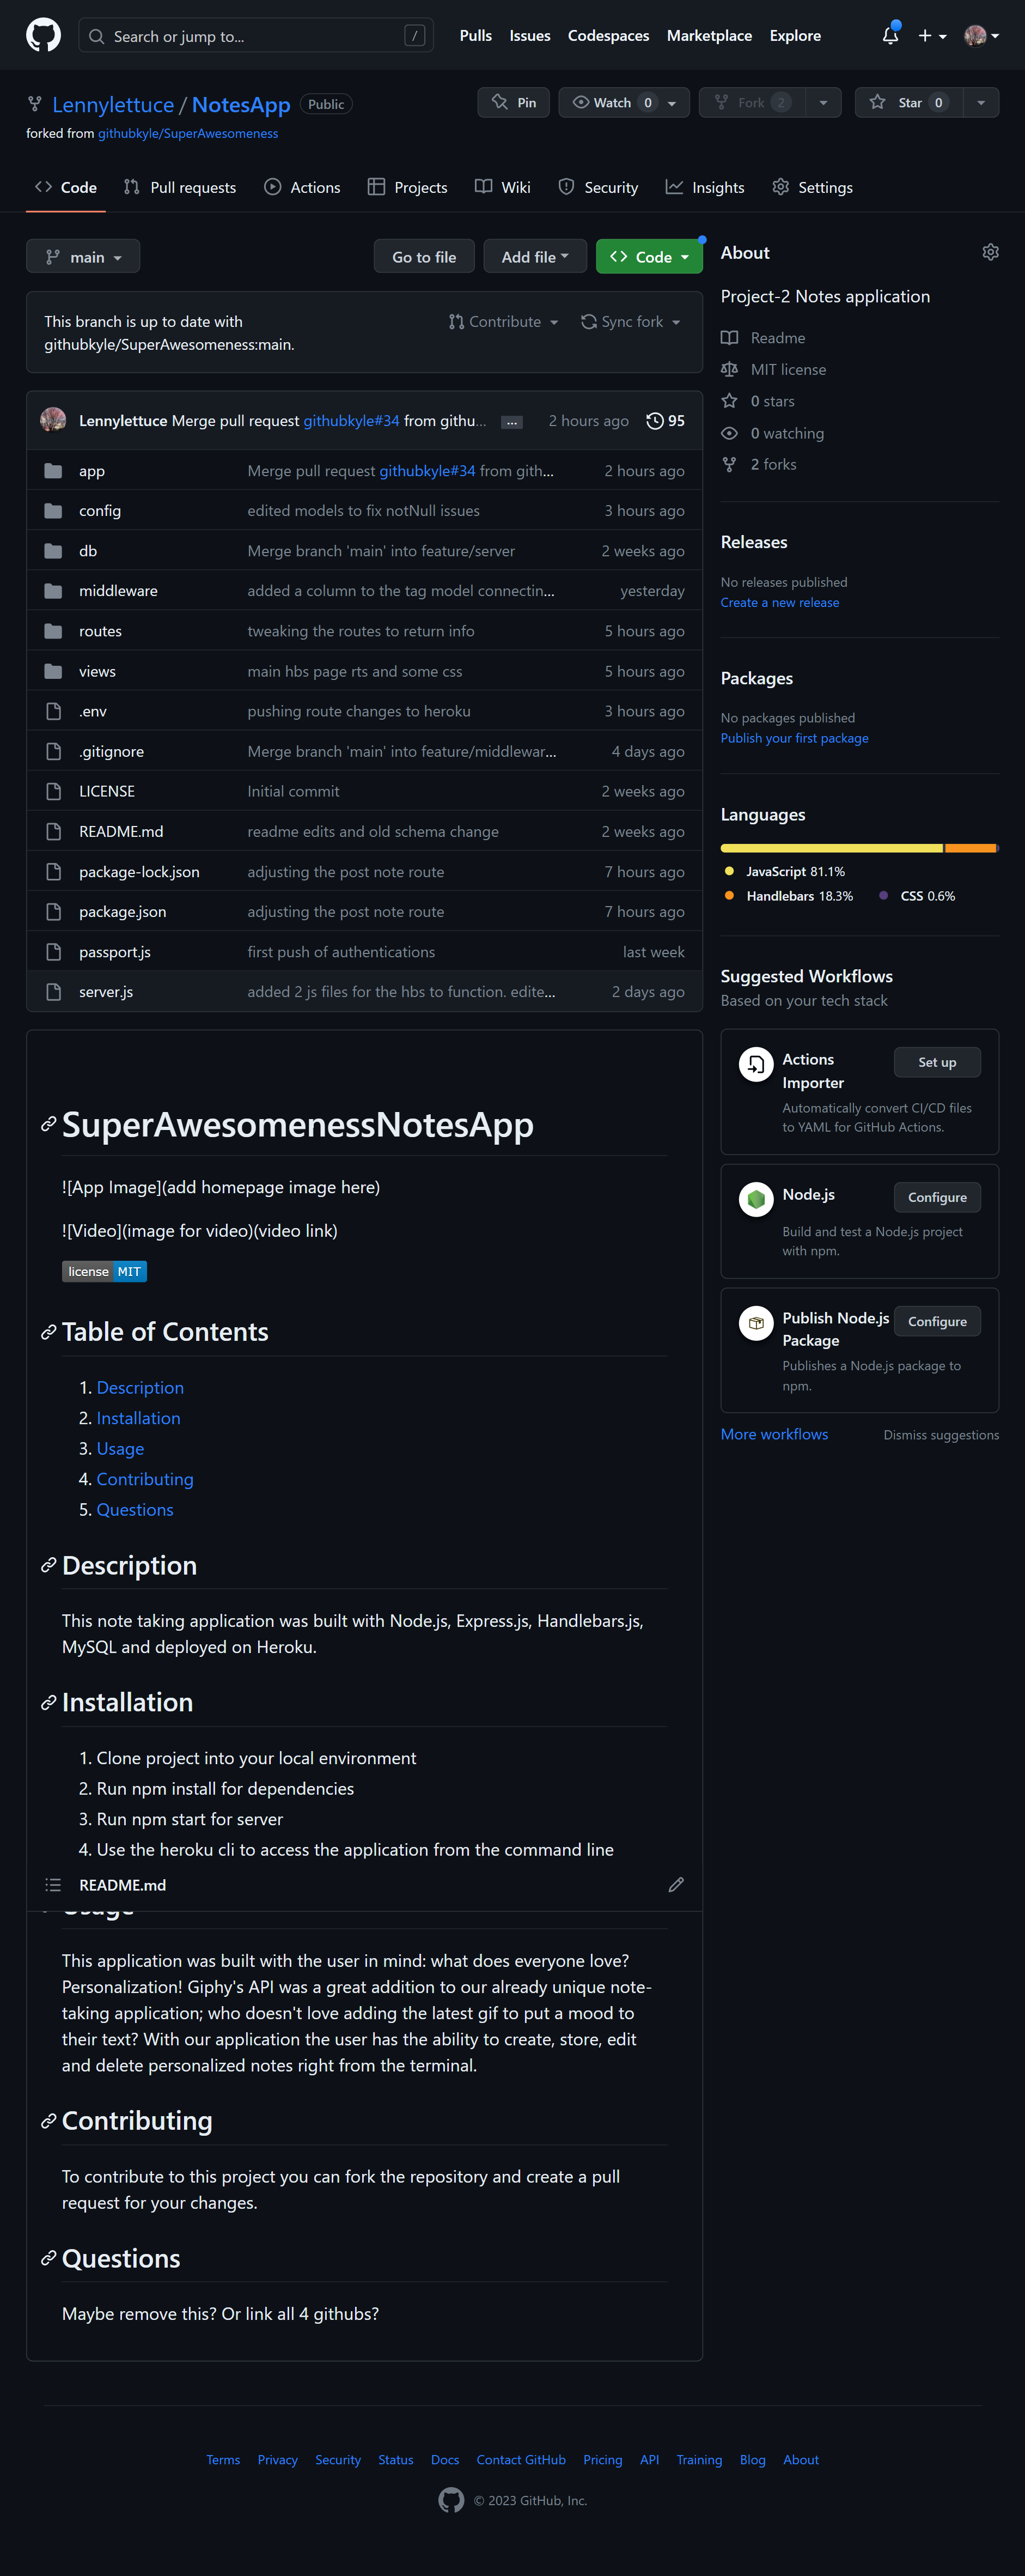 Search or jump to... /
Pulls Issues Codespaces Marketplace Explore
Lennylettuce / NotesApp Public
Pin Watch 0 Fork 2 Star 0
forked from githubkyle/SuperAwesomeness
Code Pull requests Actions Projects Wiki Security Insights Settings
main Go to file Add file Code
This branch is up to date with
githubkyle/SuperAwesomeness:main.
Contribute Sync fork
Lennylettuce Merge pull request githubkyle#34 from githu... ... 2 hours ago 95
app Merge pull request githubkyle#34 from gith... 2 hours ago
config edited models to fix notNull issues 3 hours ago
db Merge branch 'main' into feature/server 2 weeks ago
middleware added a column to the tag model connectin... yesterday
routes tweaking the routes to return info 5 hours ago
views main hbs page rts and some css 5 hours ago
.env pushing route changes to heroku 3 hours ago
.gitignore Merge branch 'main' into feature/middlewar... 4 days ago
LICENSE Initial commit 2 weeks ago
README.md readme edits and old schema change 2 weeks ago
package-lock.json adjusting the post note route 7 hours ago
package.json adjusting the post note route 7 hours ago
passport.js first push of authentications last week
server.js added 2 js files for the hbs to function. edite... 2 days ago
SuperAwesomenessNotesApp
![App Image](add homepage image here)
![Video](image for video)(video link)
license MIT
Table of Contents
1. Description
2. Installation
3. Usage
4. Contributing
5. Questions
Description
This note taking application was built with Node.js, Express.js, Handlebars.js,
MySQL and deployed on Heroku.
Installation
1. Clone project into your local environment
2. Run npm install for dependencies
3. Run npm start for server
4. Use the heroku cli to access the application from the command line
README.md
Usage
This application was built with the user in mind: what does everyone love?
Personalization! Giphy's API was a great addition to our already unique note-
taking application; who doesn't love adding the latest gif to put a mood to
their text? With our application the user has the ability to create, store, edit
and delete personalized notes right from the terminal.
Contributing
To contribute to this project you can fork the repository and create a pull
request for your changes.
Questions
Maybe remove this? Or link all 4 githubs?
About
Project-2 Notes application
Readme
MIT license
0 stars
0 watching
2 forks
Releases
No releases published
Create a new release
Packages
No packages published
Publish your first package
Languages
JavaScript 81.1%
Handlebars 18.3% CSS 0.6%
Suggested Workflows
Based on your tech stack
Actions
Importer
Set up
Automatically convert CI/CD files
to YAML for GitHub Actions.
Node.js Configure
Build and test a Node.js project
with npm.
Publish Node.js
Package
Configure
Publishes a Node.js package to
npm.
More workflows Dismiss suggestions
Terms Privacy Security Status Docs Contact GitHub Pricing API Training Blog About
© 2023 GitHub, Inc.